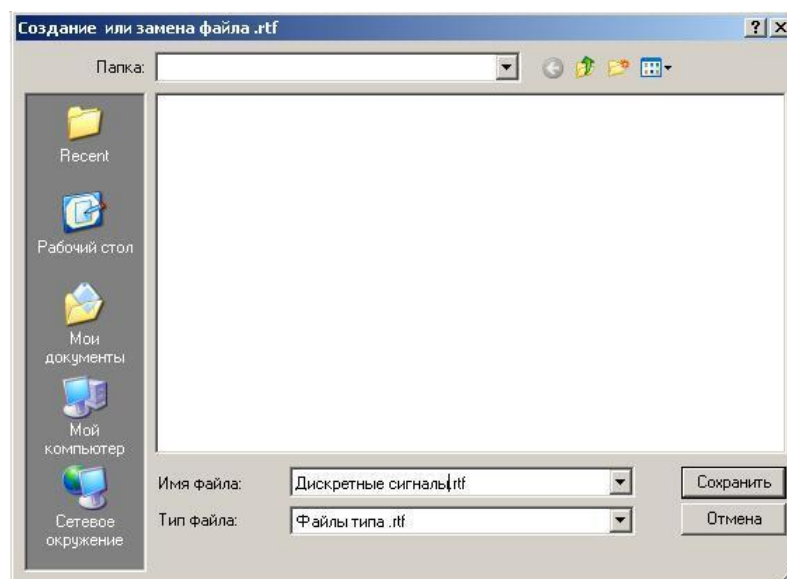 Создание или замена файла .rtf
Папка:
Recent
Рабочий стол
Мои
документы
Мой
компьютер
Сетевое
окружение
Имя файла: Дискретные сигналы.rtf Сохранить
Тип файла: Файлы типа .rtf Отмена